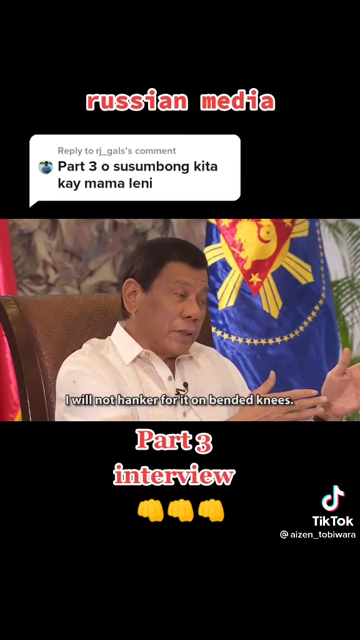 russian media
Reply to rj_gals's comment
Part 3 o susumbong kita
kay mama leni
I will not hanker for it on bended knees.
Part 3
interview
TikTok
@aizen_tobiwara